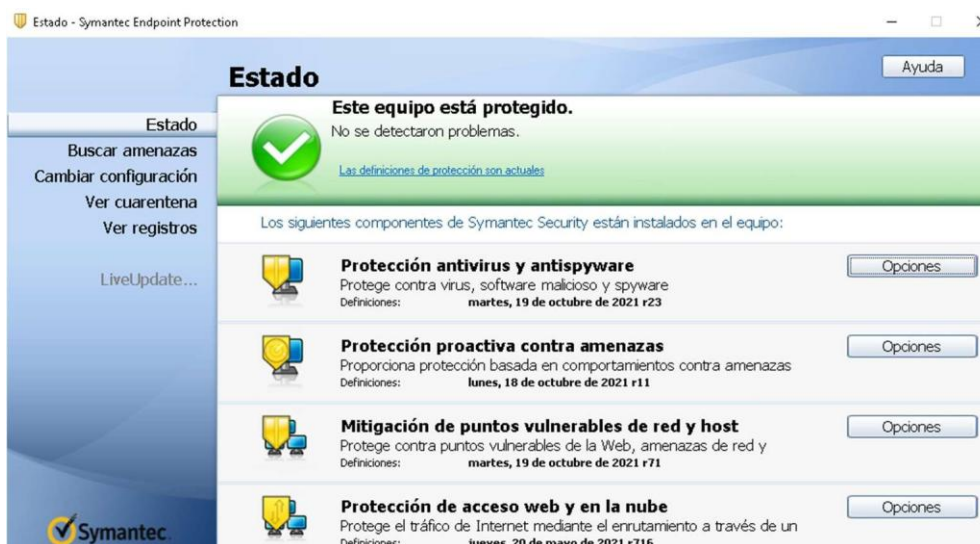 Estado - Symantec Endpoint Protection
Ayuda
Estado
Este equipo está protegido.
No se detectaron problemas.
Las definiciones de protección son actuales
Estado
Buscar amenazas
Cambiar configuración
Ver cuarentena
Ver registros
LiveUpdate...
Los siguientes componentes de Symantec Security están instalados en el equipo:
Protección antivirus y antispyware
Opciones
Protege contra virus, software malicioso y spyware
Definiciones: martes, 19 de octubre de 2021 r23
Protección proactiva contra amenazas
Opciones
Proporciona protección basada en comportamientos contra amenazas
Definiciones: lunes, 18 de octubre de 2021 r11
Mitigación de puntos vulnerables de red y host
Opciones
Protege contra puntos vulnerables de la Web, amenazas de red y
Definiciones: martes, 19 de octubre de 2021 r71
Protección de acceso web y en la nube
Opciones
Protege el tráfico de Internet mediante el enrutamiento a través de un
Definiciones: jueves, 20 de mayo de 2021 r716
Symantec